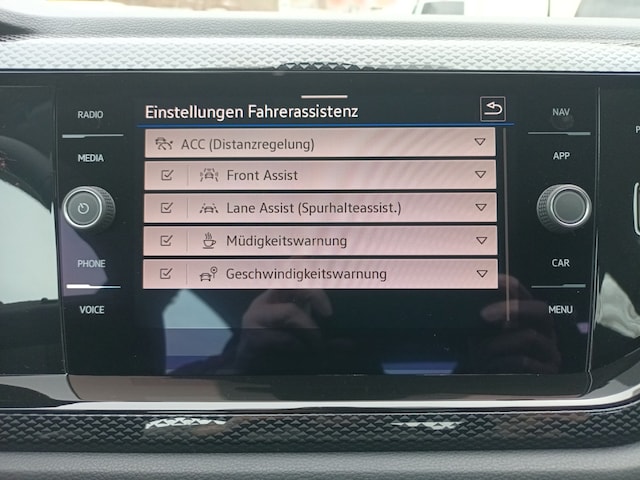 Einstellungen Fahrerassistenz
ACC (Distanzregelung)
Front Assist
Lane Assist (Spurhalteassist.)
Müdigkeitswarnung
Geschwindigkeitswarnung
RADIO
MEDIA
PHONE
VOICE
NAV
APP
CAR
MENU